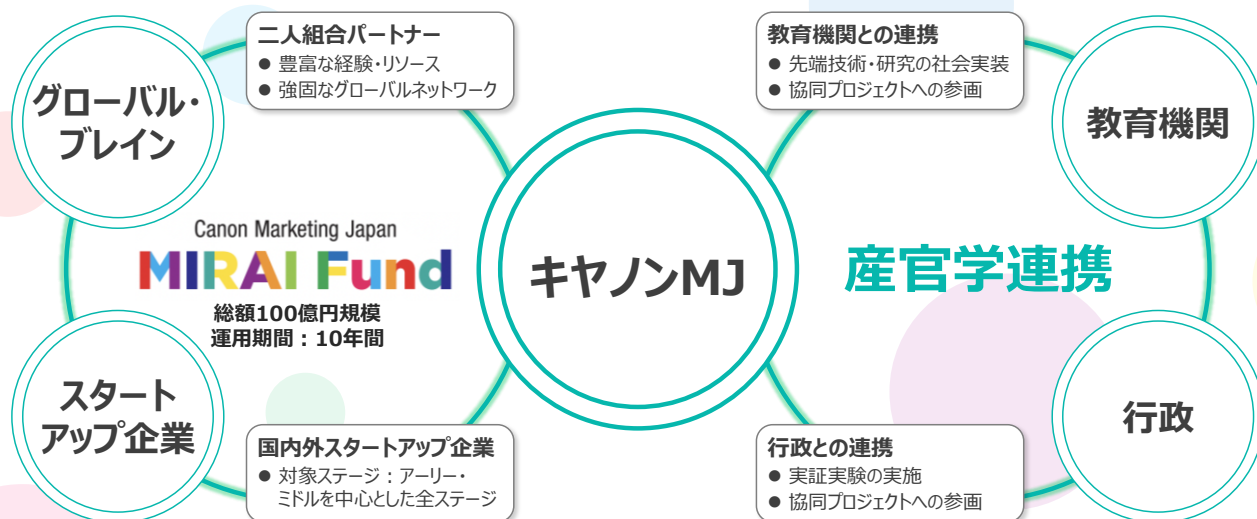 二人組合パートナー
● 豊富な経験・リソース
● 強固なグローバルネットワーク
教育機関との連携
● 先端技術・研究の社会実装
● 協同プロジェクトへの参画
グローバル・
ブレイン
教育機関
Canon Marketing Japan
MIRAI Fund
総額100億円規模
運用期間：10年間
キヤノンMJ
産官学連携
スタート
アップ企業
行政
国内外スタートアップ企業
● 対象ステージ：アーリー・
ミドルを中心とした全ステージ
行政との連携
● 実証実験の実施
● 協同プロジェクトへの参画